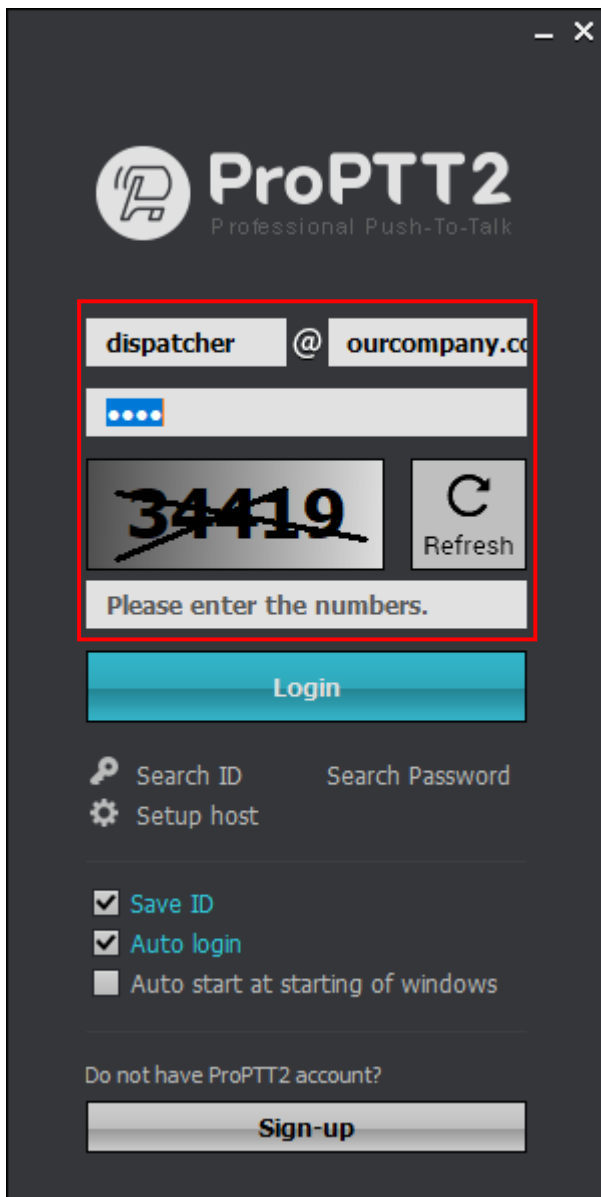 ProPTT2
Professional Push-To-Talk
dispatcher @ ourcompany.co
34419
Refresh
Please enter the numbers.
Login
Search ID Search Password
Setup host
Save ID
Auto login
Auto start at starting of windows
Do not have ProPTT2 account?
Sign-up